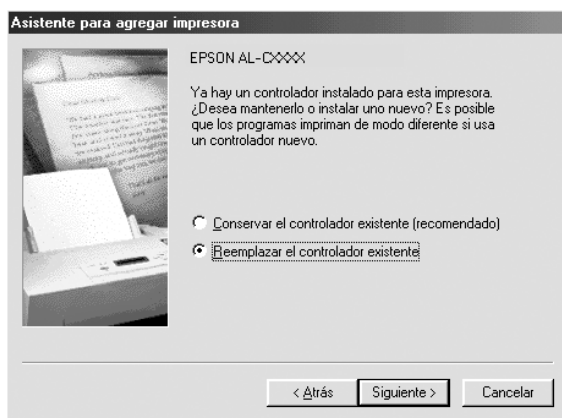 Asistente para agregar impresora
EPSON AL-CXXXX
Ya hay un controlador instalado para esta impresora.
¿Desea mantenerlo o instalar uno nuevo? Es posible
que los programas impriman de modo diferente si usa
un controlador nuevo.
Conservar el controlador existente (recomendado)
Reemplazar el controlador existente
< Atrás
Siguiente >
Cancelar